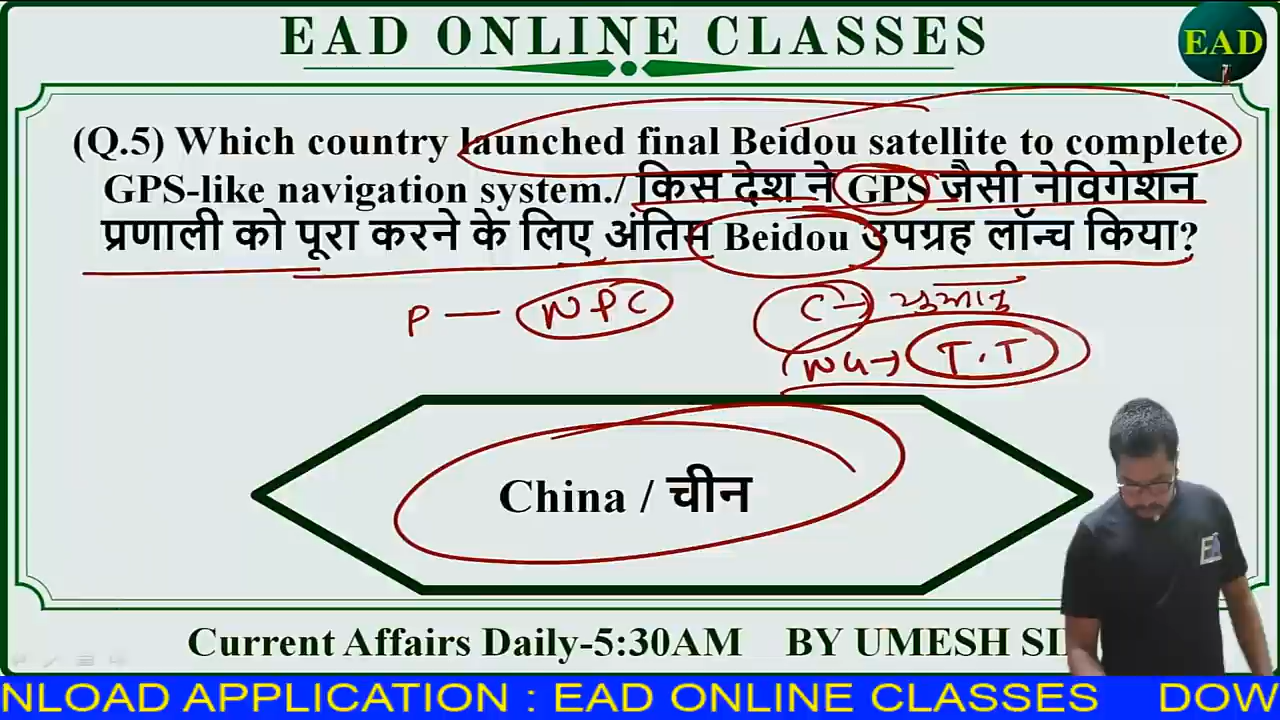 EAD ONLINE CLASSES
EAD
(Q.5) Which country launched final Beidou satellite to complete
GPS-like navigation system./ किस देश ने GPS जैसी नेविगेशन
प्रणाली को पूरा करने के लिए अंतिम Beidou उपग्रह लॉन्च किया?
P — NPC
C → युआन
T.T
China / चीन
Current Affairs Daily-5:30AM BY UMESH
NLOAD APPLICATION : EAD ONLINE CLASSES DOW